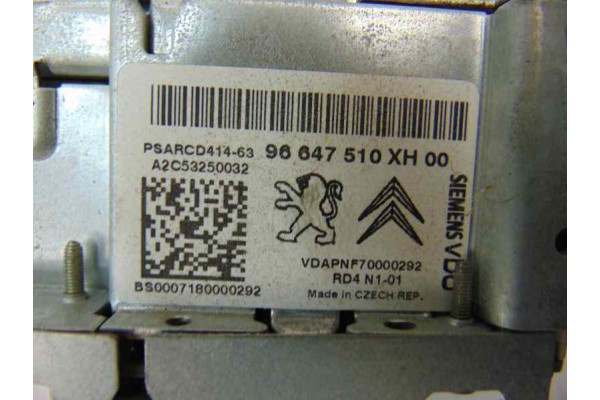 PSARCD414-63 96 647 510 XH 00
A2C53250032
SIEMENS VDO
VDAPNF70000292
RD4 N1-01
BS0007180000292
Made in CZECH REP.